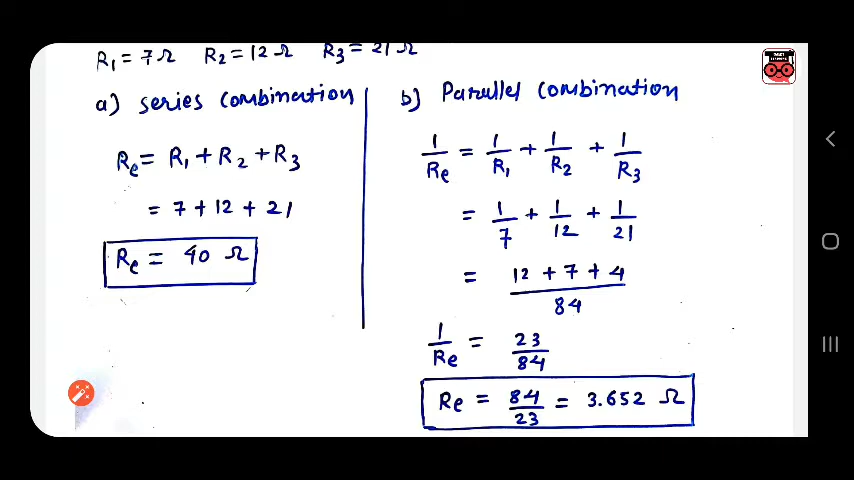 R₁ = 7Ω R₂ = 12Ω R₃ = 21Ω
a) Series Combination
Re = R₁ + R₂ + R₃
= 7 + 12 + 21
Re = 40 Ω
b) Parallel Combination
1/Re = 1/R₁ + 1/R₂ + 1/R₃
= 1/7 + 1/12 + 1/21
= 12 + 7 + 4 / 84
1/Re = 23/84
Re = 84/23 = 3.652 Ω